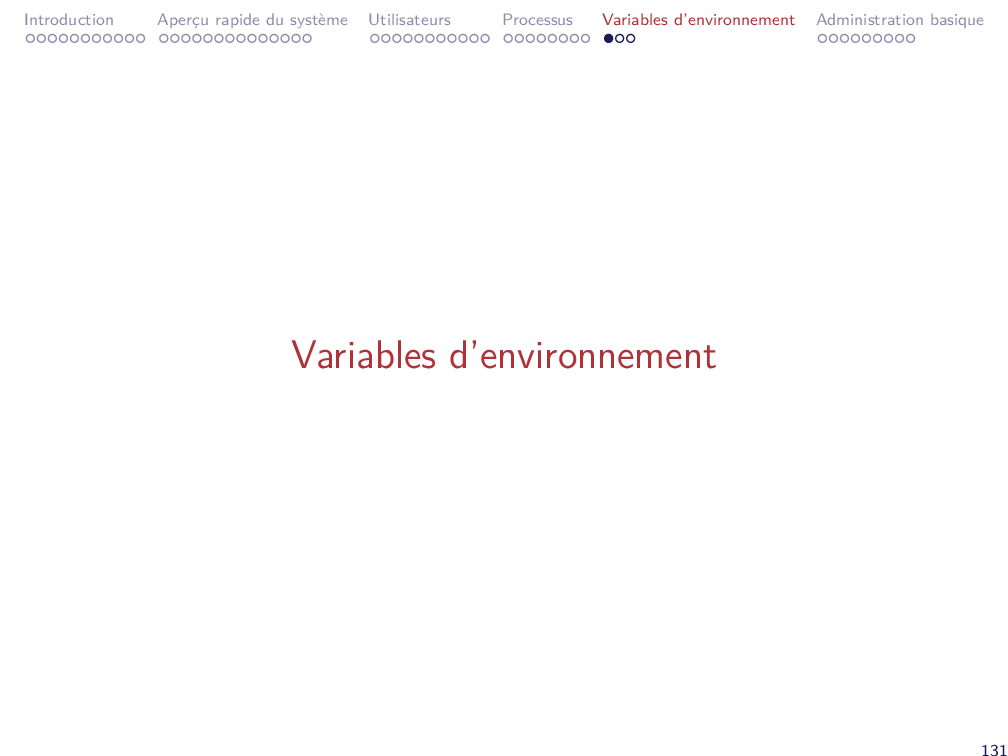 Introduction Aperçu rapide du système Utilisateurs Processus Variables d'environnement Administration basique
Variables d'environnement
131